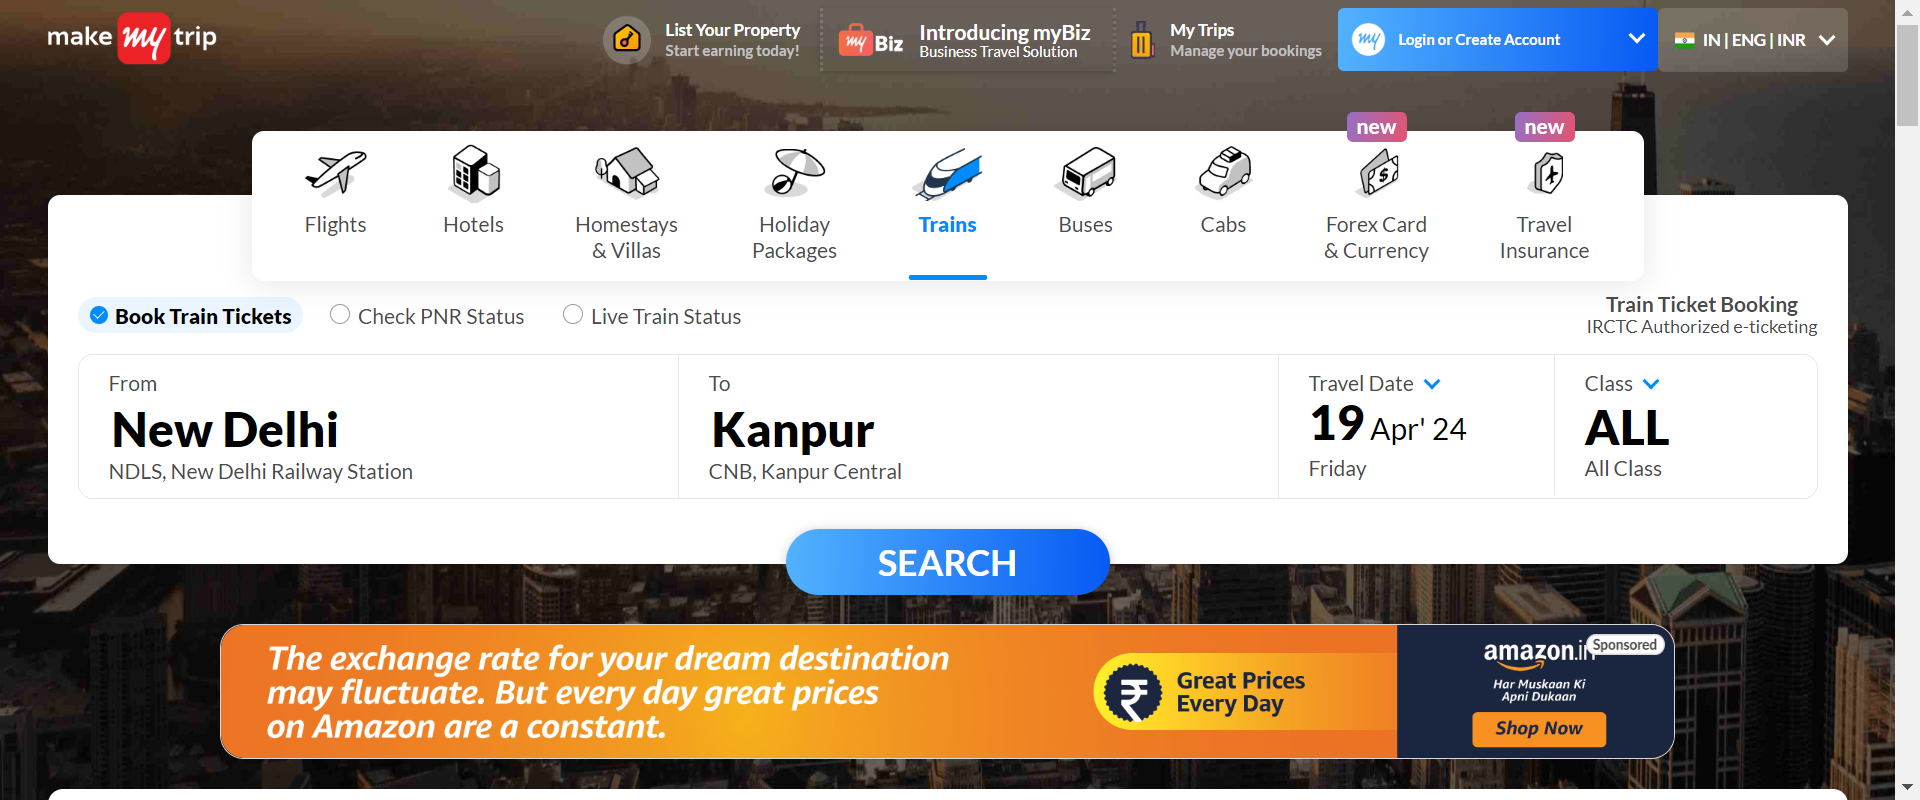 make my trip
List Your Property
Start earning today!
my Biz
Introducing myBiz
Business Travel Solution
My Trips
Manage your bookings
my
Login or Create Account
IN | ENG | INR
new
new
Flights
Hotels
Homestays
& Villas
Holiday
Packages
Trains
Buses
Cabs
Forex Card
& Currency
Travel
Insurance
Book Train Tickets
Check PNR Status
Live Train Status
Train Ticket Booking
IRCTC Authorized e-ticketing
From
New Delhi
NDLS, New Delhi Railway Station
To
Kanpur
CNB, Kanpur Central
Travel Date
19 Apr' 24
Friday
Class
ALL
All Class
SEARCH
The exchange rate for your dream destination
may fluctuate. But every day great prices
on Amazon are a constant.
₹
Great Prices
Every Day
amazon.in
Sponsored
Har Muskaan Ki
Apni Dukaan
Shop Now